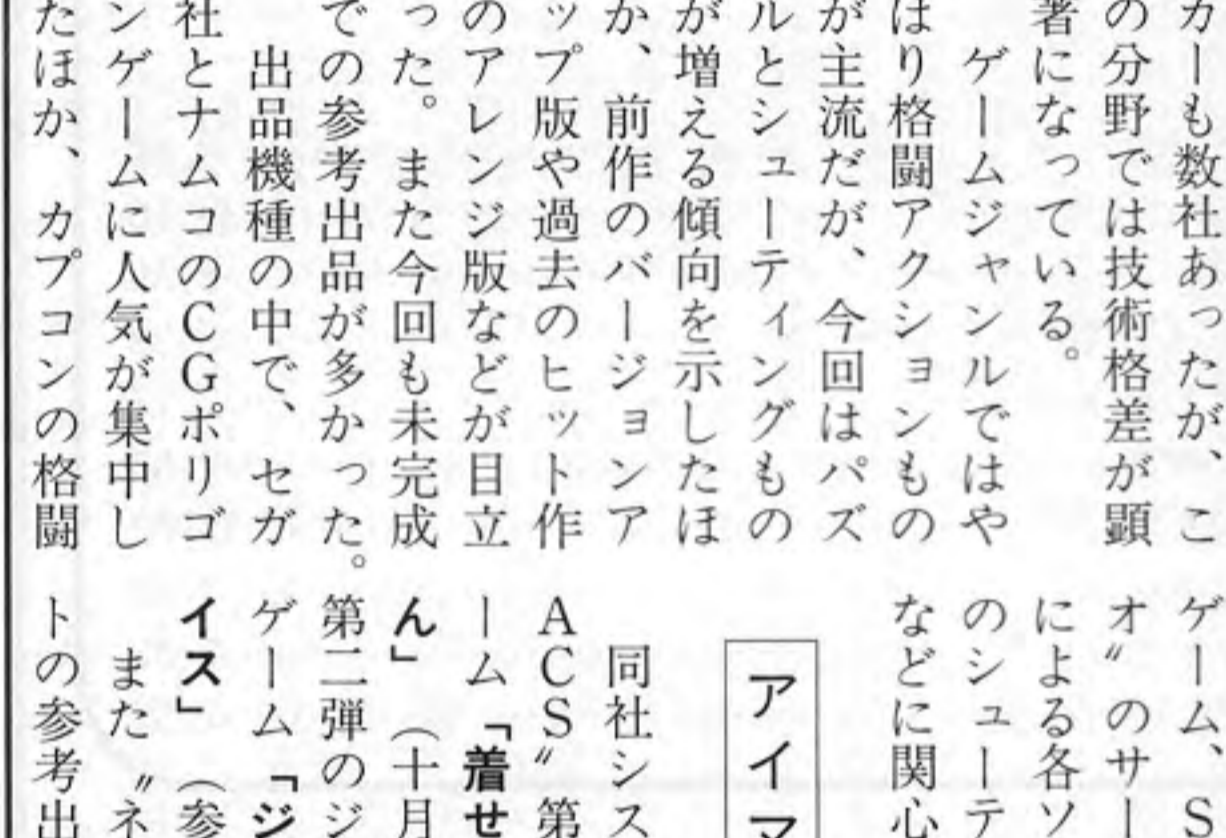 カーも数社あったが、こ
の分野では技術格差が顕
著になっている。
ゲームジャンルではや
はり格闘アクションもの
が主流だが、今回はパズ
ルとシューティングもの
が増える傾向を示したほ
か、前作のバージョンア
ップ版や過去のヒット作
のアレンジ版などが目立
った。また今回も未完成
での参考出品が多かった。
出品機種の中で、セガ
社とナムコのCGポリゴ
ンゲームに人気が集中し
たほか、カプコンの格闘
ゲーム、S
オ〟のサー
による各ソ
のシューテ
などに関心
アイマ
同社シス
ACS〟第
ーム「着せ
ん」(十月
第二弾のジ
ゲーム「ジ
イス」(参
また〝ネ
トの参考出